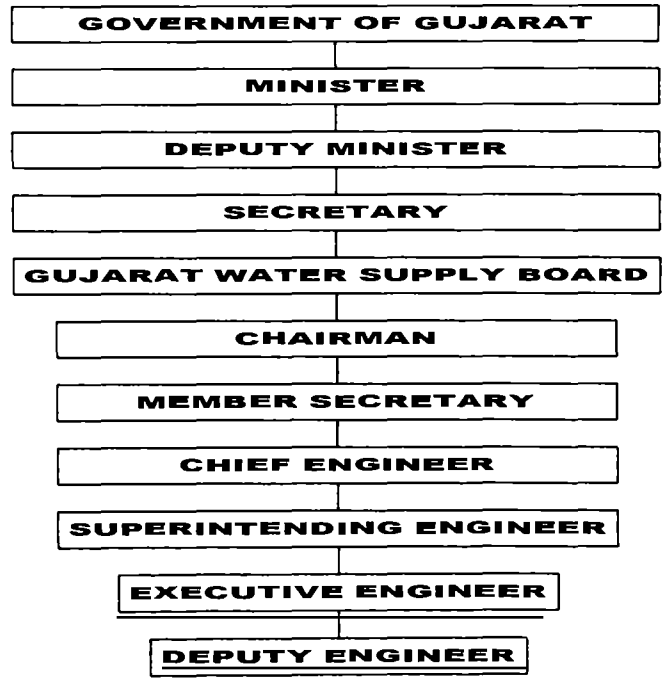 GOVERNMENT OF GUJARAT
MINISTER
DEPUTY MINISTER
SECRETARY
GUJARAT WATER SUPPLY BOARD
CHAIRMAN
MEMBER SECRETARY
CHIEF ENGINEER
SUPERINTENDING ENGINEER
EXECUTIVE ENGINEER
DEPUTY ENGINEER